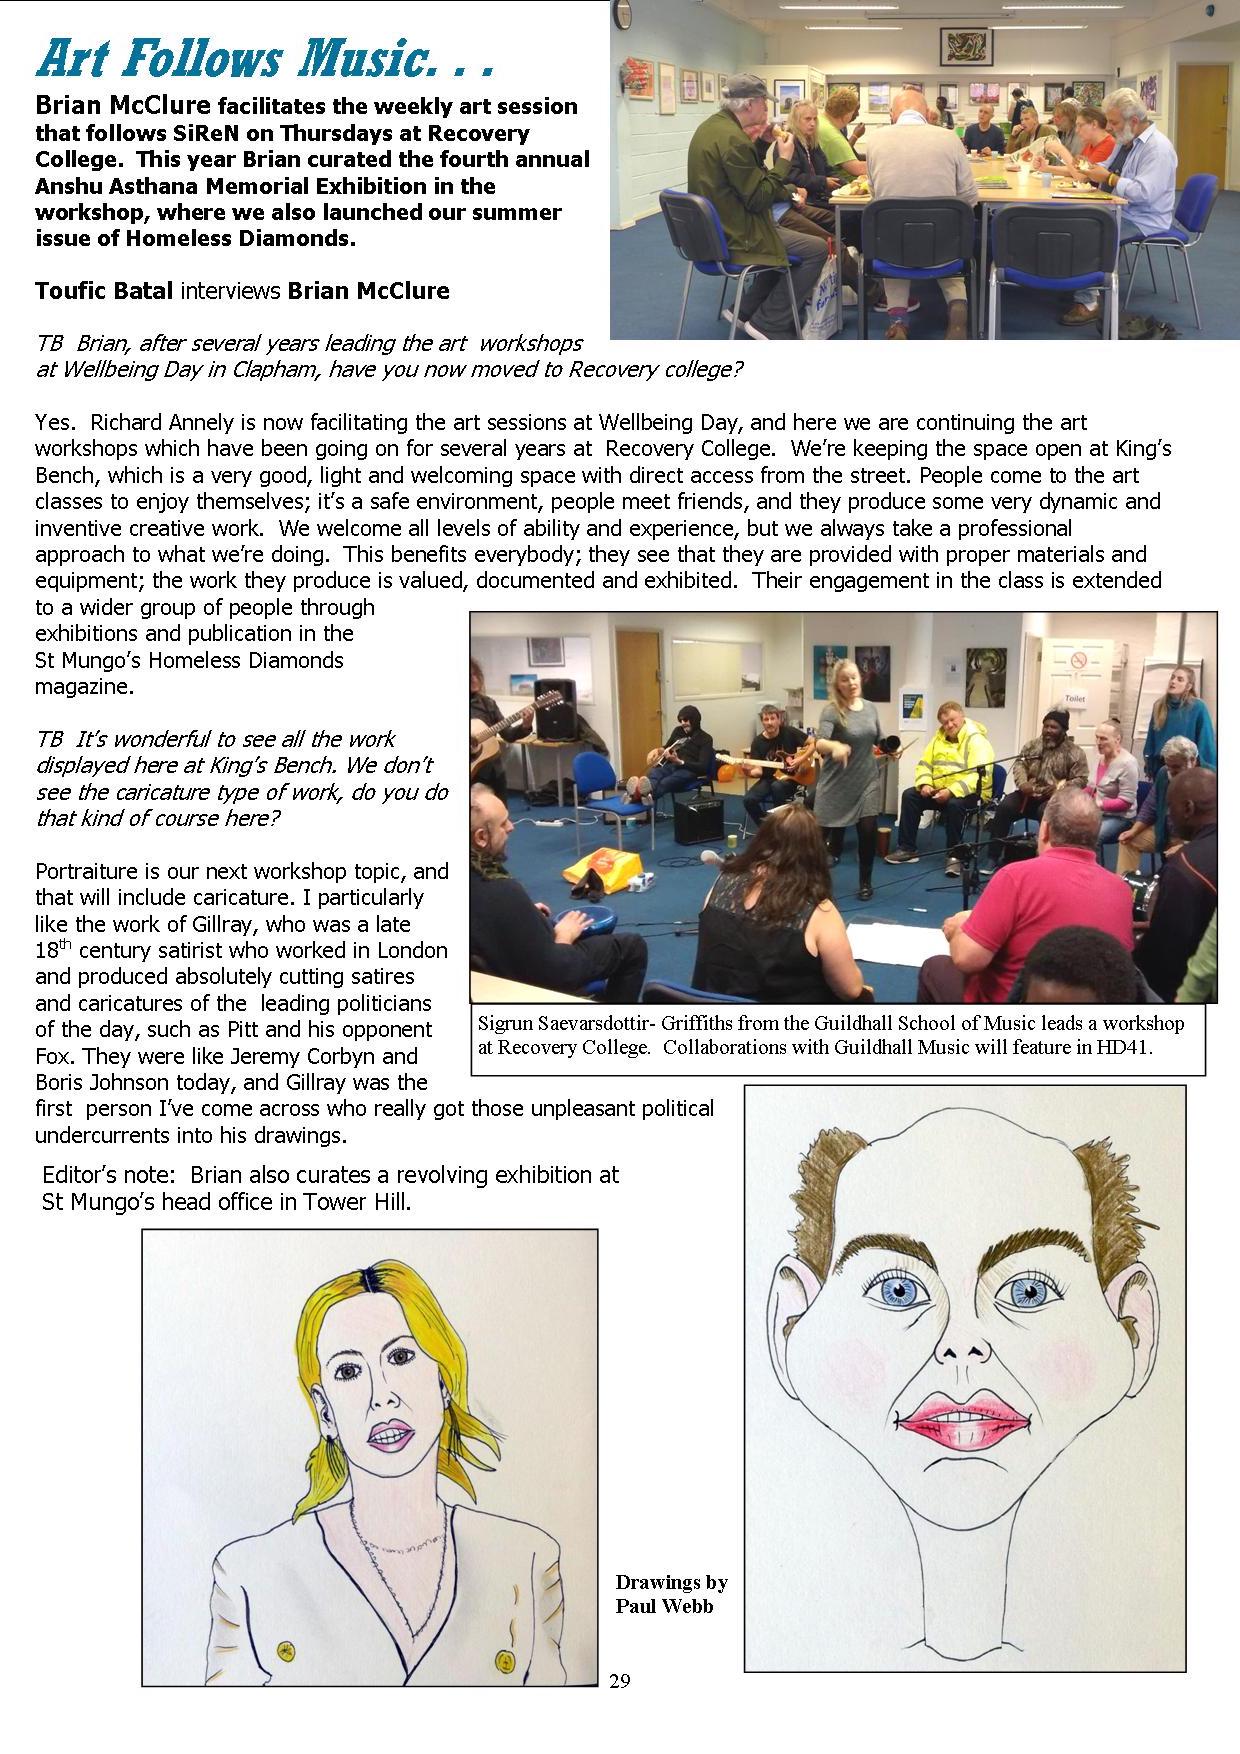 Art Follows Music. . .
Brian McClure facilitates the weekly art session
that follows SiReN on Thursdays at Recovery
College.  This year Brian curated the fourth annual
Anshu Asthana Memorial Exhibition in the
workshop, where we also launched our summer
issue of Homeless Diamonds.
Toufic Batal interviews Brian McClure
TB  Brian, after several years leading the art  workshops
at Wellbeing Day in Clapham, have you now moved to Recovery college?
Yes.  Richard Annely is now facilitating the art sessions at Wellbeing Day, and here we are continuing the art
workshops which have been going on for several years at  Recovery College.  We’re keeping the space open at King’s
Bench, which is a very good, light and welcoming space with direct access from the street. People come to the art
classes to enjoy themselves; it’s a safe environment, people meet friends, and they produce some very dynamic and
inventive creative work.  We welcome all levels of ability and experience, but we always take a professional
approach to what we’re doing.  This benefits everybody; they see that they are provided with proper materials and
equipment; the work they produce is valued, documented and exhibited.  Their engagement in the class is extended
to a wider group of people through
exhibitions and publication in the
St Mungo’s Homeless Diamonds
magazine.
TB  It’s wonderful to see all the work
displayed here at King’s Bench. We don’t
see the caricature type of work, do you do
that kind of course here?
Portraiture is our next workshop topic, and
that will include caricature. I particularly
like the work of Gillray, who was a late
18th century satirist who worked in London
and produced absolutely cutting satires
and caricatures of the  leading politicians
of the day, such as Pitt and his opponent
Fox. They were like Jeremy Corbyn and
Boris Johnson today, and Gillray was the
first  person I’ve come across who really got those unpleasant political
undercurrents into his drawings.
Editor’s note:  Brian also curates a revolving exhibition at
St Mungo’s head office in Tower Hill.
Toilet
Sigrun Saevarsdottir- Griffiths from the Guildhall School of Music leads a workshop
at Recovery College.  Collaborations with Guildhall Music will feature in HD41.
Drawings by
Paul Webb
29